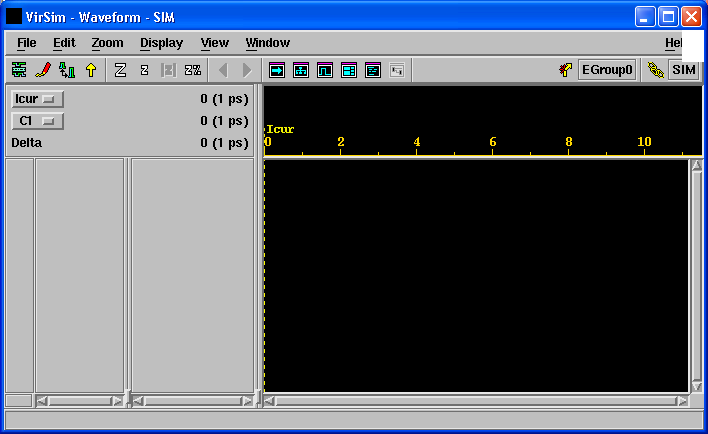 VirSim - Waveform - SIM
File Edit Zoom Display View Window Hel
Z z |z| z% EGroup0 SIM
Icur 0 (1 ps)
C1 0 (1 ps)
Delta 0 (1 ps)
Icur
0 2 4 6 8 10